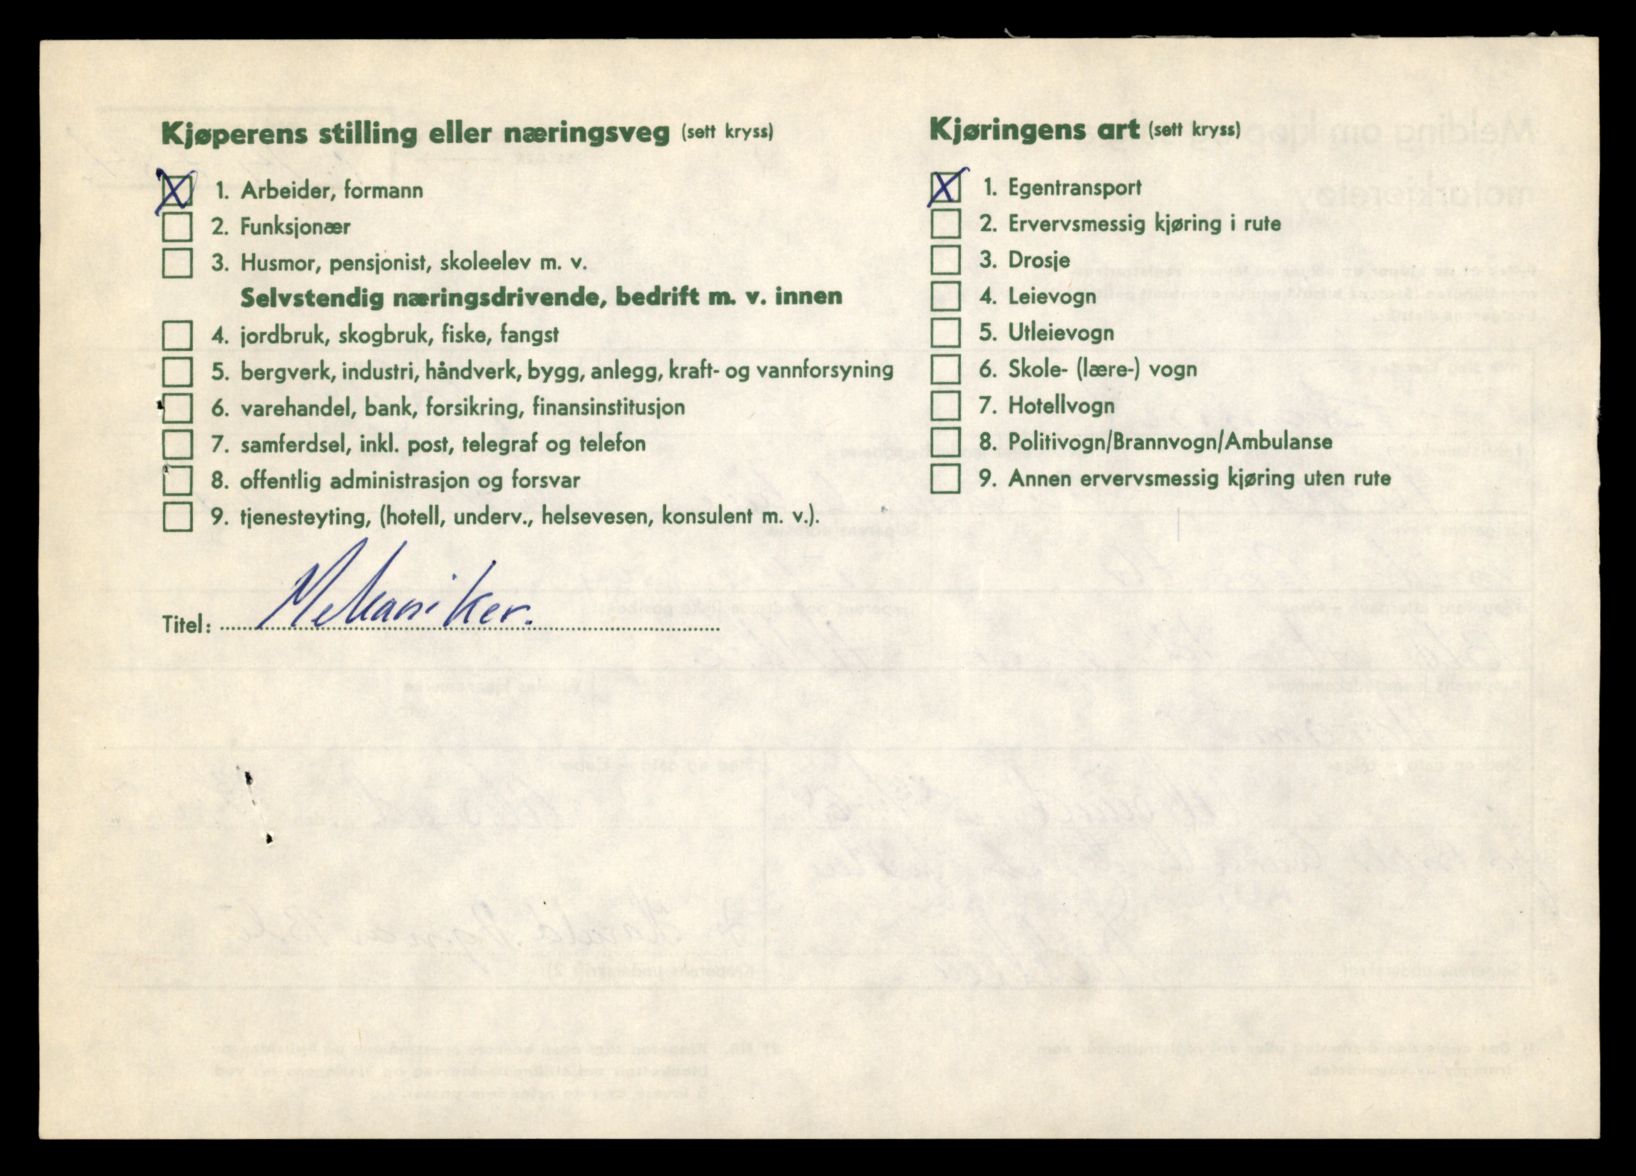 Kjøperens stilling eller næringsveg (sett kryss)
X 1. Arbeider, formann
2. Funksjonær
3. Husmor, pensjonist, skoleelev m. v.
Selvstendig næringsdrivende, bedrift m. v. innen
4. jordbruk, skogbruk, fiske, fangst
5. bergverk, industri, håndverk, bygg, anlegg, kraft- og vannforsyning
6. varehandel, bank, forsikring, finansinstitusjon
7. samferdsel, inkl. post, telegraf og telefon
8. offentlig administrasjon og forsvar
9. tjenesteyting, (hotell, underv., helsevesen, konsulent m. v.).
Titel: Mekaniker.
Kjøringens art (sett kryss)
X 1. Egentransport
2. Ervervsmessig kjøring i rute
3. Drosje
4. Leievogn
5. Utleievogn
6. Skole- (lære-) vogn
7. Hotellvogn
8. Politivogn/Brannvogn/Ambulanse
9. Annen ervervsmessig kjøring uten rute